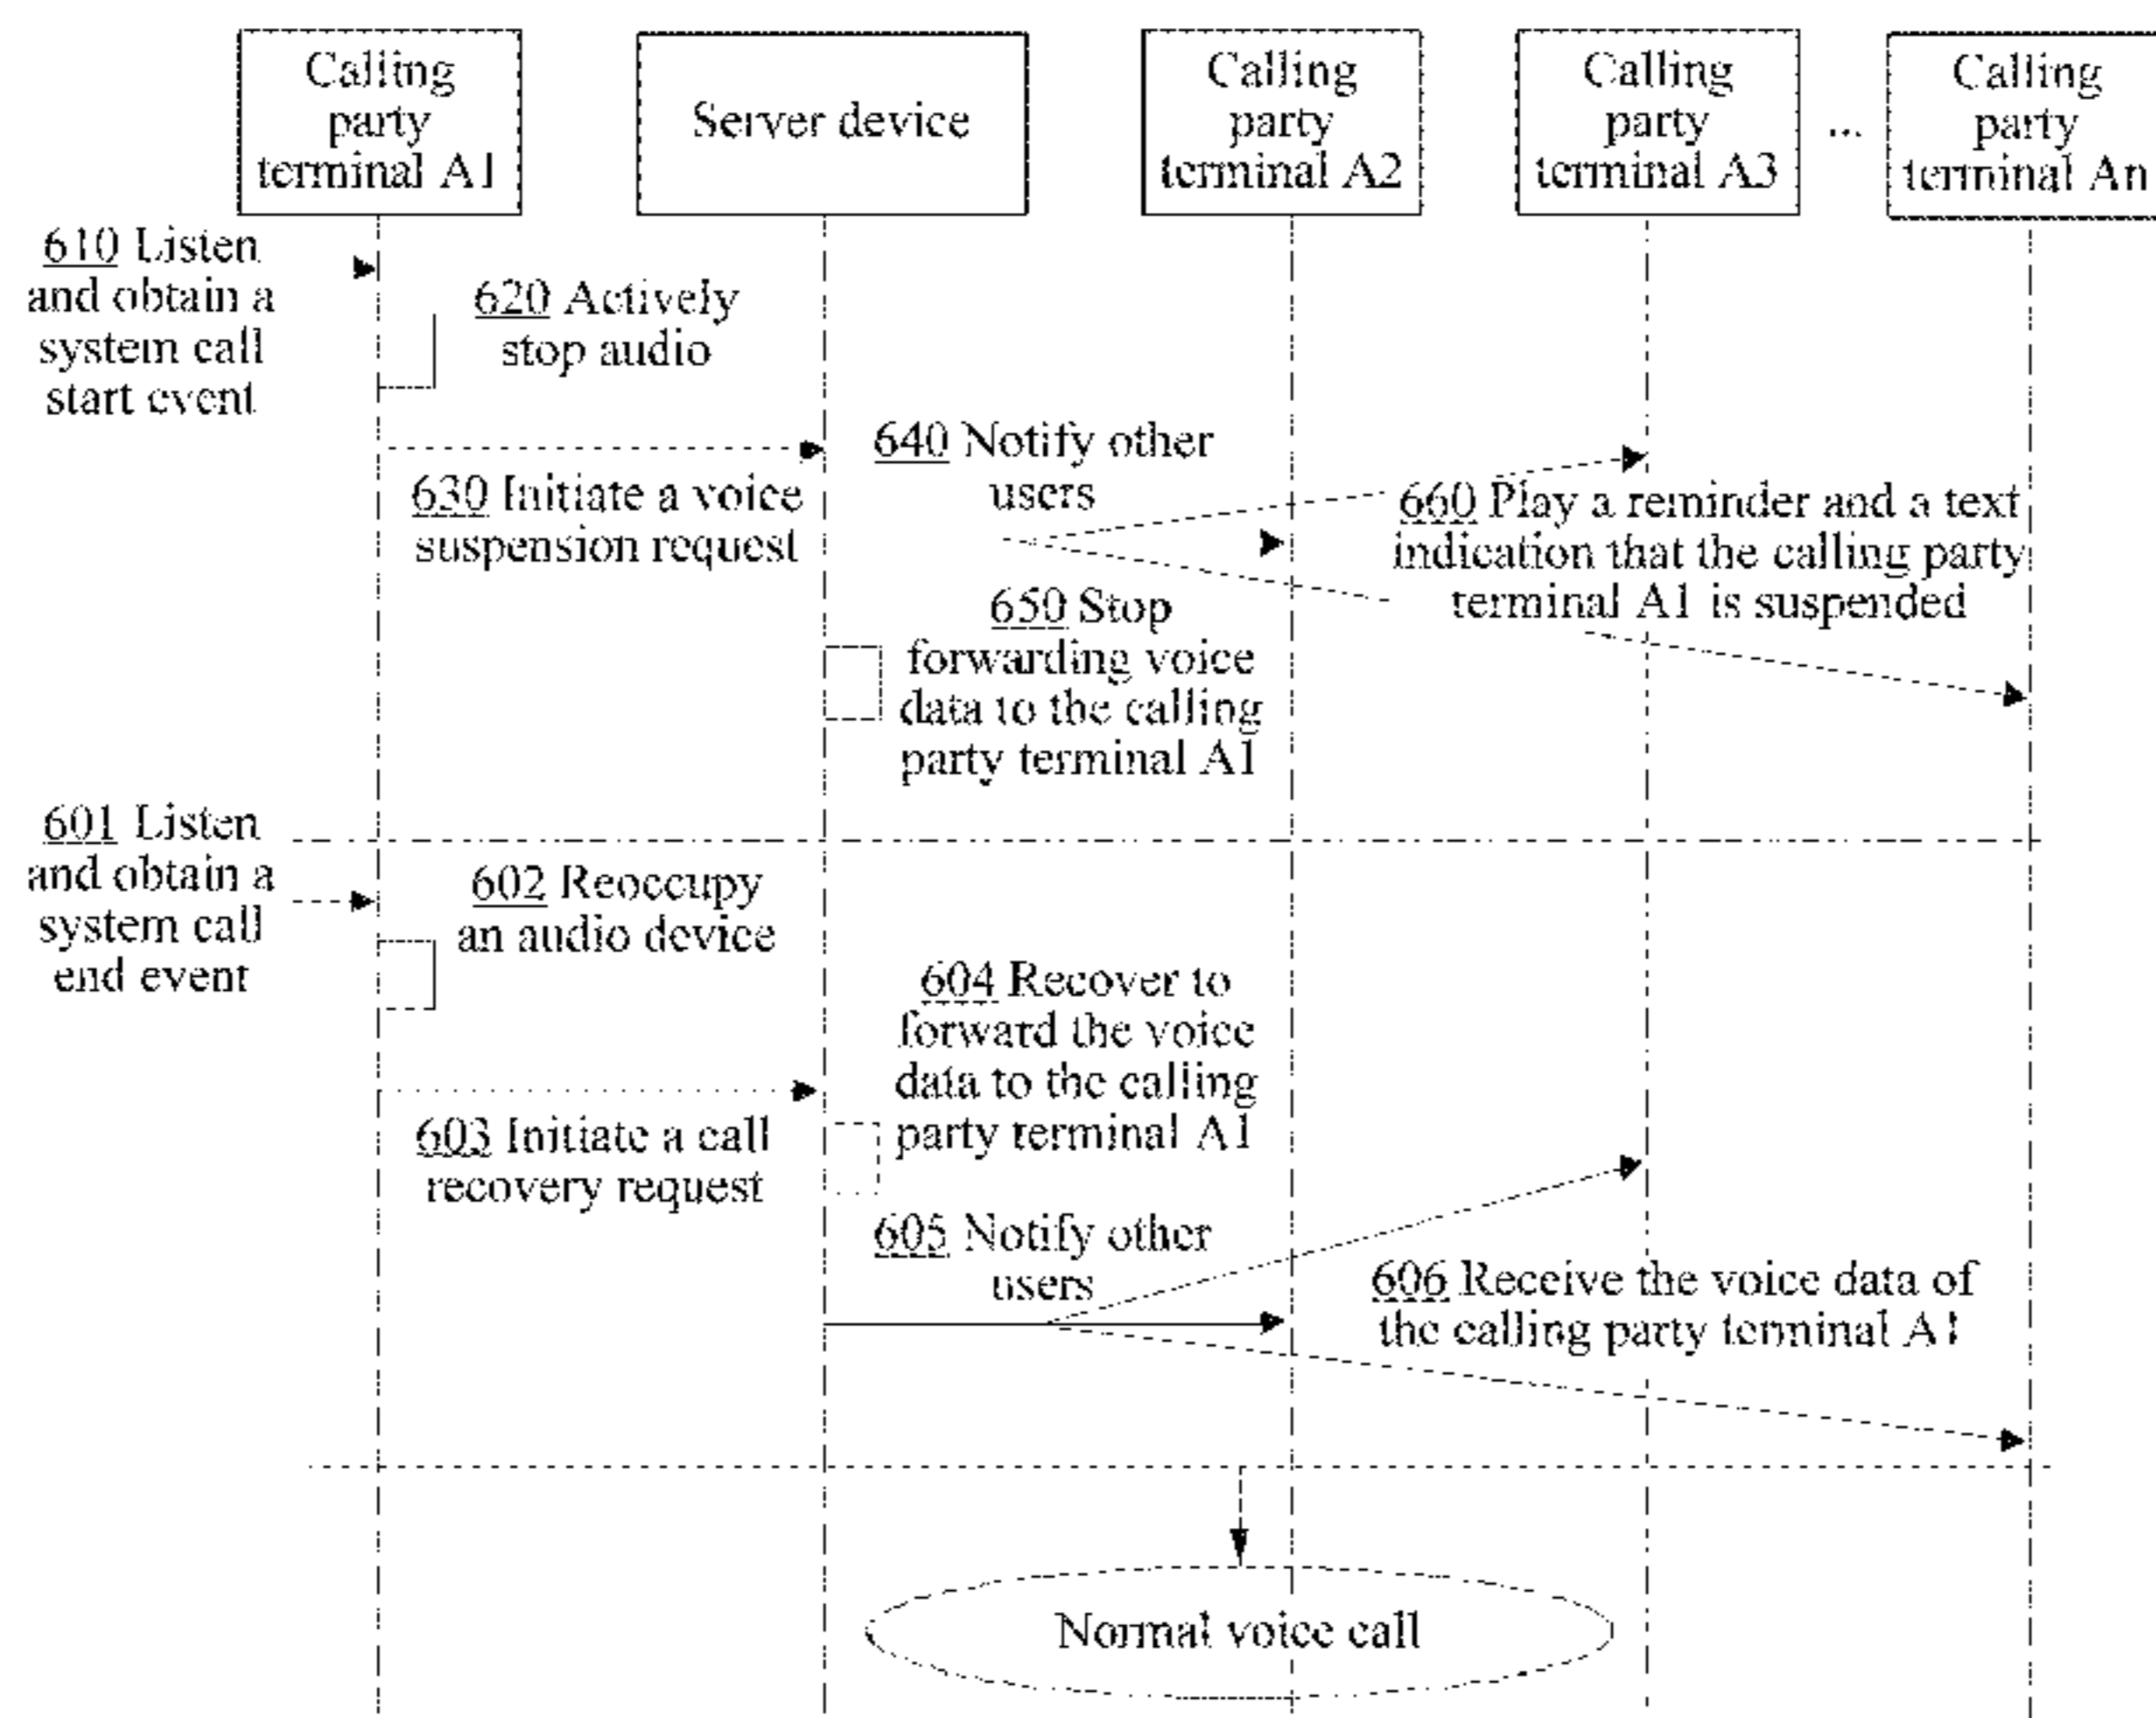 Calling
party
terminal A1
Server device
Calling
party
terminal A2
Calling
party
terminal A3
...
Calling
party
terminal An
610 Listen
and obtain a
system call
start event
620 Actively
stop audio
630 Initiate a voice
suspension request
640 Notify other
users
650 Stop
forwarding voice
data to the calling
party terminal A1
660 Play a reminder and a text
indication that the calling party
terminal A1 is suspended
601 Listen
and obtain a
system call
end event
602 Reoccupy
an audio device
603 Initiate a call
recovery request
604 Recover to
forward the voice
data to the calling
party terminal A1
605 Notify other
users
606 Receive the voice data of
the calling party terminal A1
Normal voice call